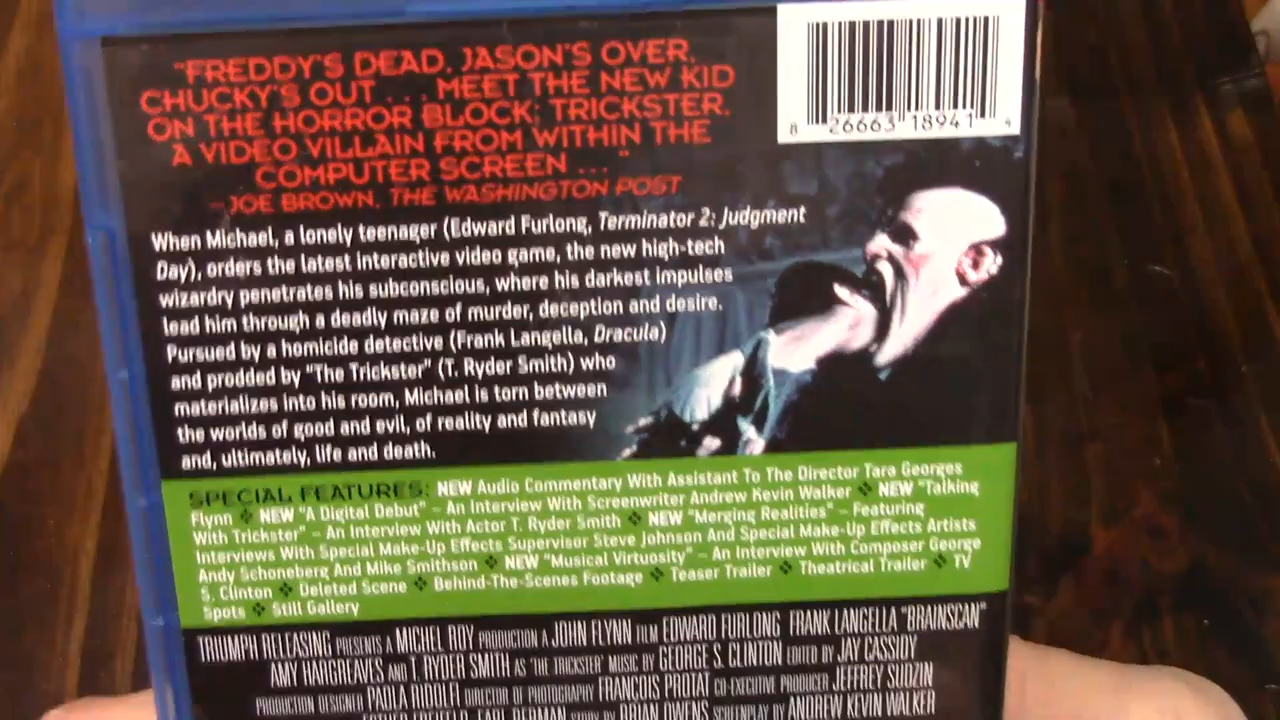 "FREDDY'S DEAD, JASON'S OVER,
CHUCKY'S OUT . . . MEET THE NEW KID
ON THE HORROR BLOCK: TRICKSTER,
A VIDEO VILLAIN FROM WITHIN THE
COMPUTER SCREEN . . . "
– JOE BROWN, THE WASHINGTON POST
8 26663 18941 4
When Michael, a lonely teenager (Edward Furlong, Terminator 2: Judgment
Day), orders the latest interactive video game, the new high-tech
wizardry penetrates his subconscious, where his darkest impulses
lead him through a deadly maze of murder, deception and desire.
Pursued by a homicide detective (Frank Langella, Dracula)
and prodded by "The Trickster" (T. Ryder Smith) who
materializes into his room, Michael is torn between
the worlds of good and evil, of reality and fantasy
and, ultimately, life and death.
SPECIAL FEATURES: NEW Audio Commentary With Assistant To The Director Tara Georges
Flynn ❖ NEW "A Digital Debut" – An Interview With Screenwriter Andrew Kevin Walker ❖ NEW "Talking
With Trickster" – An Interview With Actor T. Ryder Smith ❖ NEW "Merging Realities" – Featuring
Interviews With Special Make-Up Effects Supervisor Steve Johnson And Special Make-Up Effects Artists
Andy Schoneberg And Mike Smithson ❖ NEW "Musical Virtuosity" – An Interview With Composer George
S. Clinton ❖ Deleted Scene ❖ Behind-The-Scenes Footage ❖ Teaser Trailer ❖ Theatrical Trailer ❖ TV
Spots ❖ Still Gallery
TRIUMPH RELEASING PRESENTS A MICHEL ROY PRODUCTION A JOHN FLYNN FILM EDWARD FURLONG FRANK LANGELLA "BRAINSCAN"
AMY HARGREAVES AND T. RYDER SMITH AS 'THE TRICKSTER' MUSIC BY GEORGE S. CLINTON EDITED BY JAY CASSIDY
PRODUCTION DESIGNER PAOLA RIDOLFI DIRECTOR OF PHOTOGRAPHY FRANÇOIS PROTAT CO-EXECUTIVE PRODUCER JEFFREY SUDZIN
EARL BERMAN STORY BY BRIAN OWENS SCREENPLAY BY ANDREW KEVIN WALKER